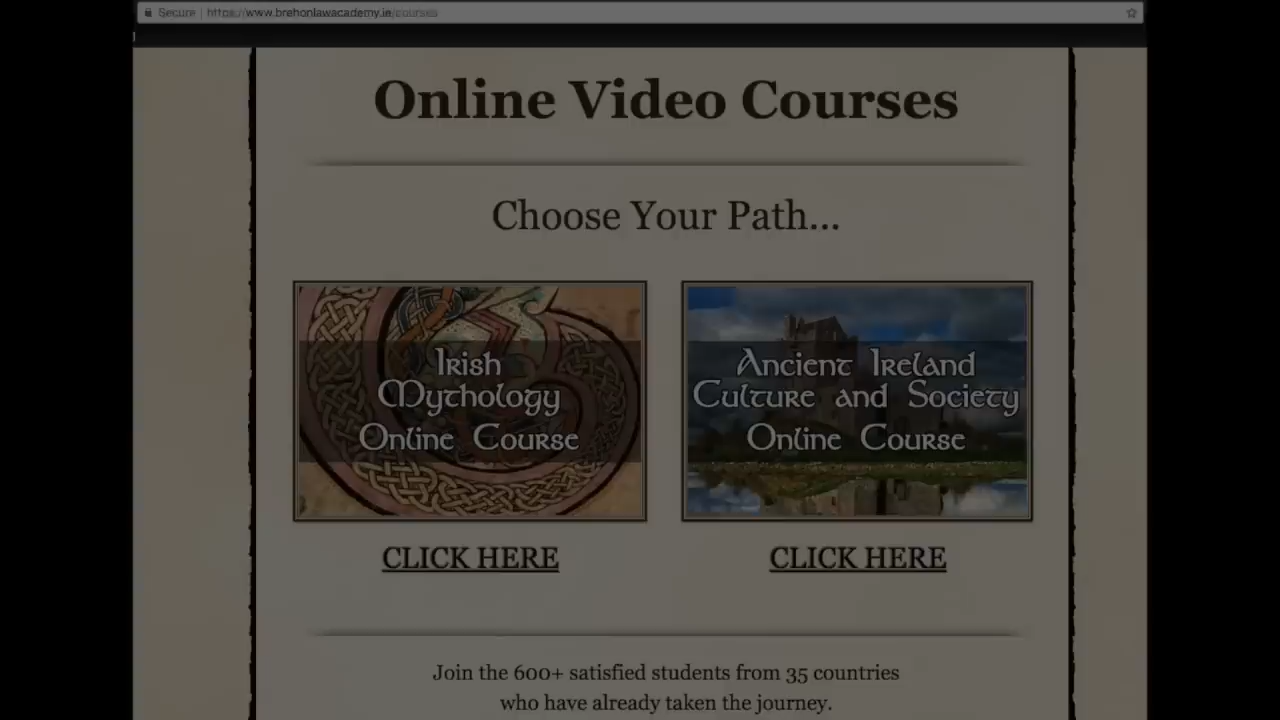 Secure | https://www.brehonlawacademy.ie/courses
Online Video Courses
Choose Your Path...
Irish
Mythology
Online Course
Ancient Ireland
Culture and Society
Online Course
CLICK HERE
CLICK HERE
Join the 600+ satisfied students from 35 countries
who have already taken the journey.